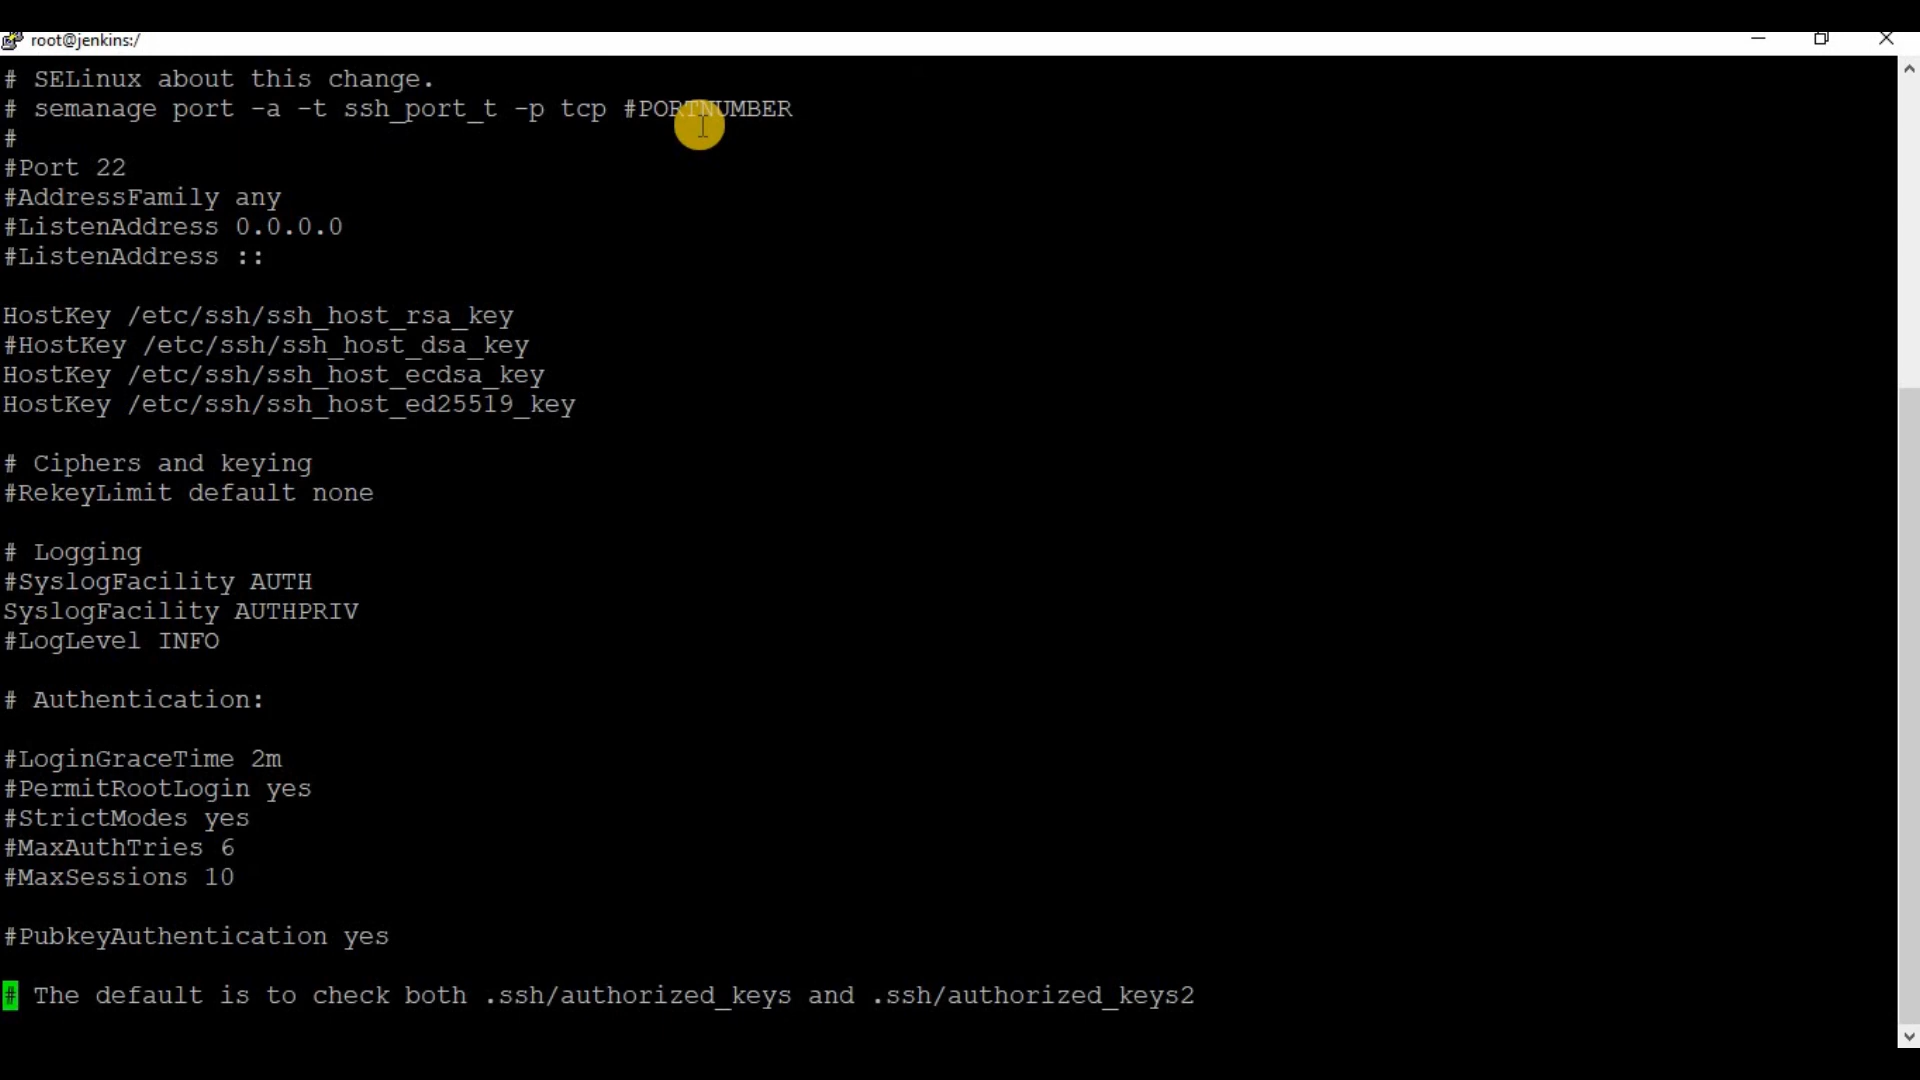 root@jenkins:/
# SELinux about this change.
# semanage port -a -t ssh_port_t -p tcp #PORTNUMBER
#
#Port 22
#AddressFamily any
#ListenAddress 0.0.0.0
#ListenAddress ::
HostKey /etc/ssh/ssh_host_rsa_key
#HostKey /etc/ssh/ssh_host_dsa_key
HostKey /etc/ssh/ssh_host_ecdsa_key
HostKey /etc/ssh/ssh_host_ed25519_key
# Ciphers and keying
#RekeyLimit default none
# Logging
#SyslogFacility AUTH
SyslogFacility AUTHPRIV
#LogLevel INFO
# Authentication:
#LoginGraceTime 2m
#PermitRootLogin yes
#StrictModes yes
#MaxAuthTries 6
#MaxSessions 10
#PubkeyAuthentication yes
# The default is to check both .ssh/authorized_keys and .ssh/authorized_keys2